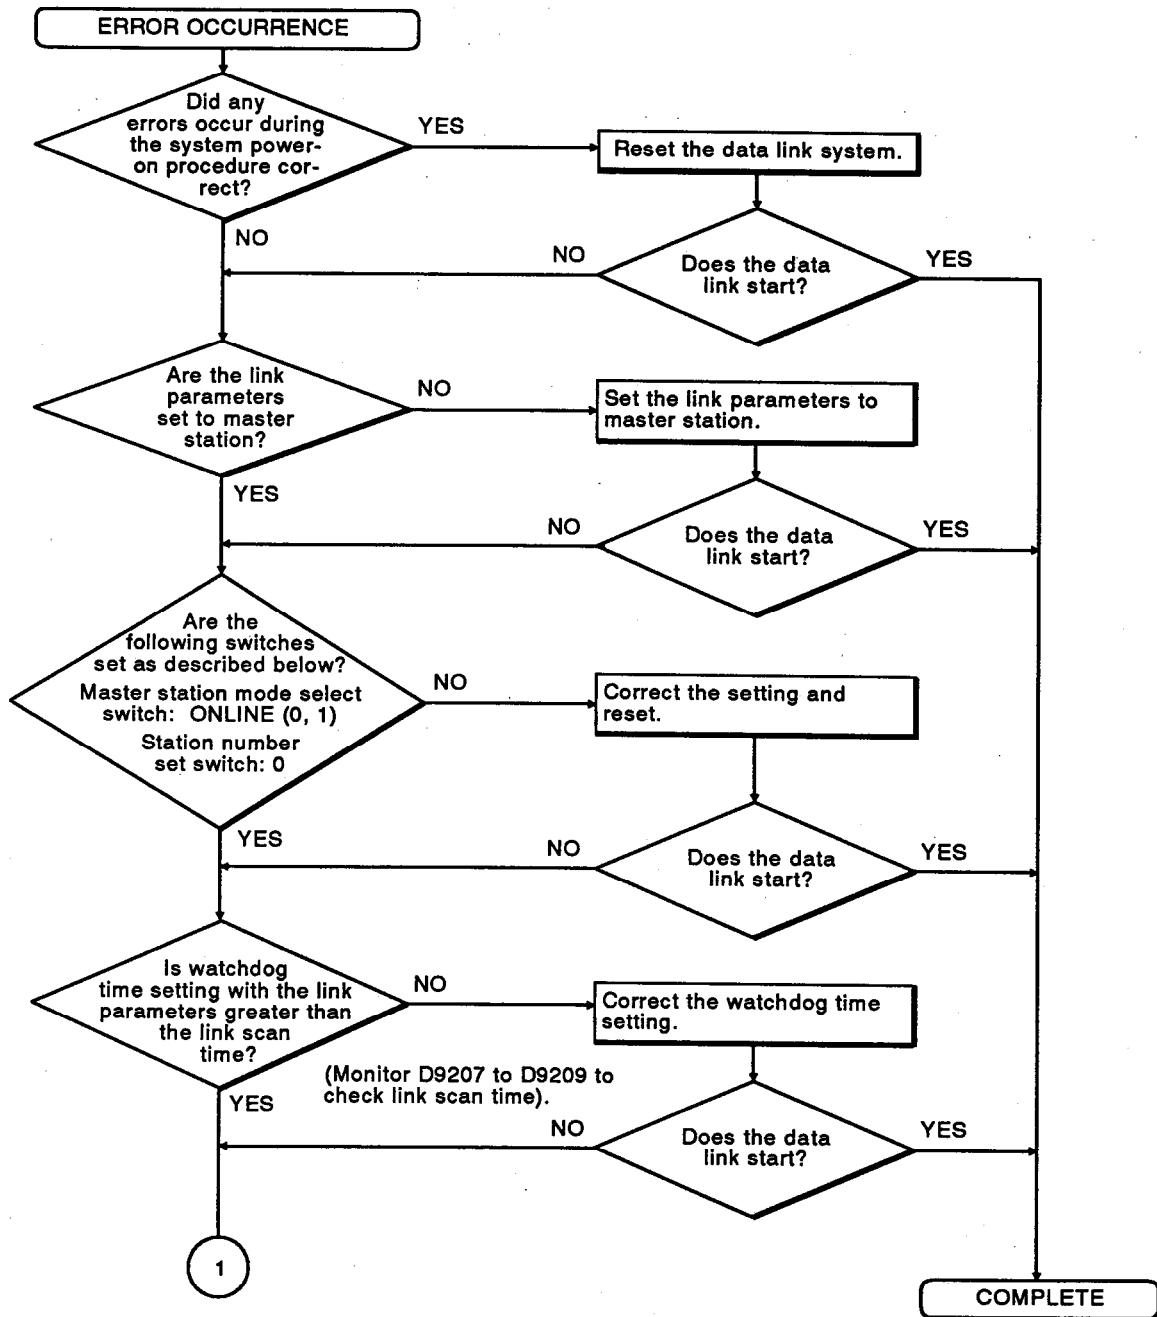 ERROR OCCURRENCE
Did any
errors occur during
the system power-
on procedure cor-
rect?
YES
Reset the data link system.
NO
NO
Does the data
link start?
YES
Are the link
parameters
set to master
station?
NO
Set the link parameters to
master station.
YES
NO
Does the data
link start?
YES
Are the
following switches
set as described below?
Master station mode select
switch: ONLINE (0, 1)
Station number
set switch: 0
NO
Correct the setting and
reset.
YES
NO
Does the data
link start?
YES
Is watchdog
time setting with the link
parameters greater than
the link scan
time?
NO
Correct the watchdog time
setting.
(Monitor D9207 to D9209 to
check link scan time).
YES
NO
Does the data
link start?
YES
1
COMPLETE